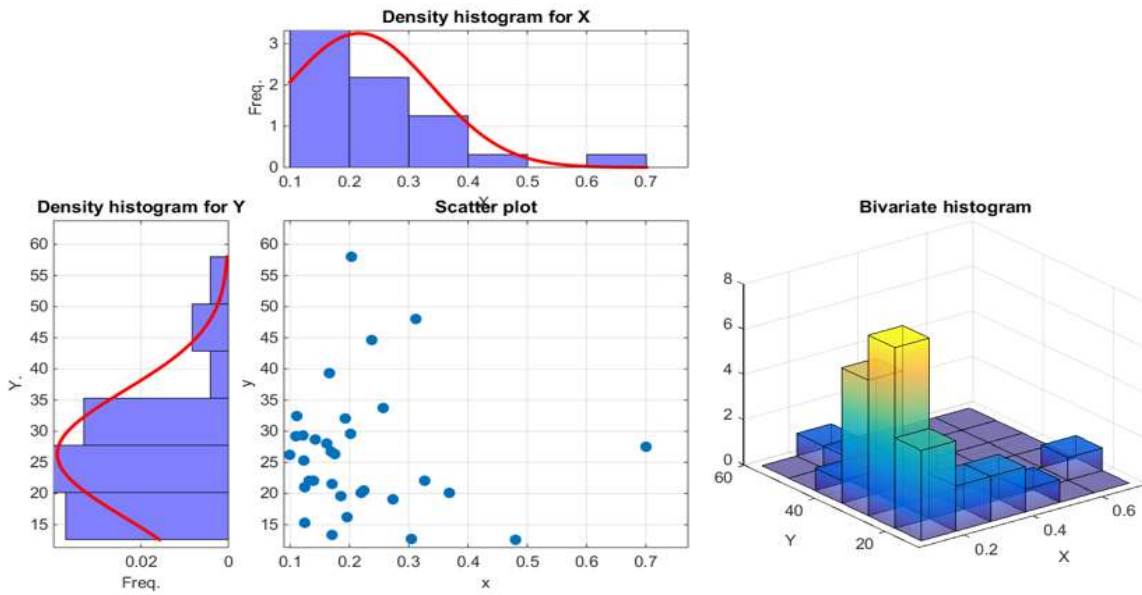 Density histogram for X
3
2
1
0
Freq.
0.1 0.2 0.3 0.4 0.5 0.6 0.7
X
Density histogram for Y
60
55
50
45
40
35
30
25
20
15
Y.
0.02 0
Freq.
Scatter plot
60
55
50
45
40
35
30
25
20
15
y
0.1 0.2 0.3 0.4 0.5 0.6 0.7
x
Bivariate histogram
8
6
4
2
0
60
40
20
Y
0.2
0.4
0.6
X